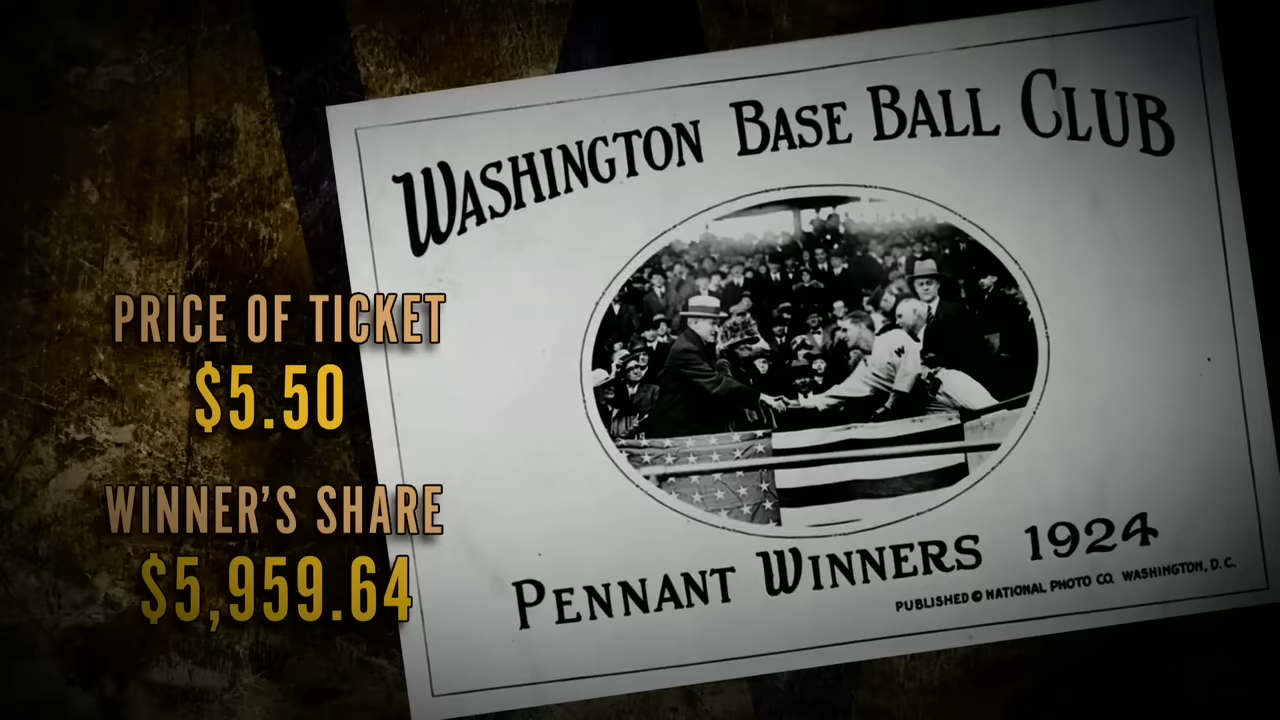 WASHINGTON BASE BALL CLUB
PRICE OF TICKET
$5.50
WINNER'S SHARE
$5,959.64
W
PENNANT WINNERS 1924
PUBLISHED © NATIONAL PHOTO CO. WASHINGTON, D.C.